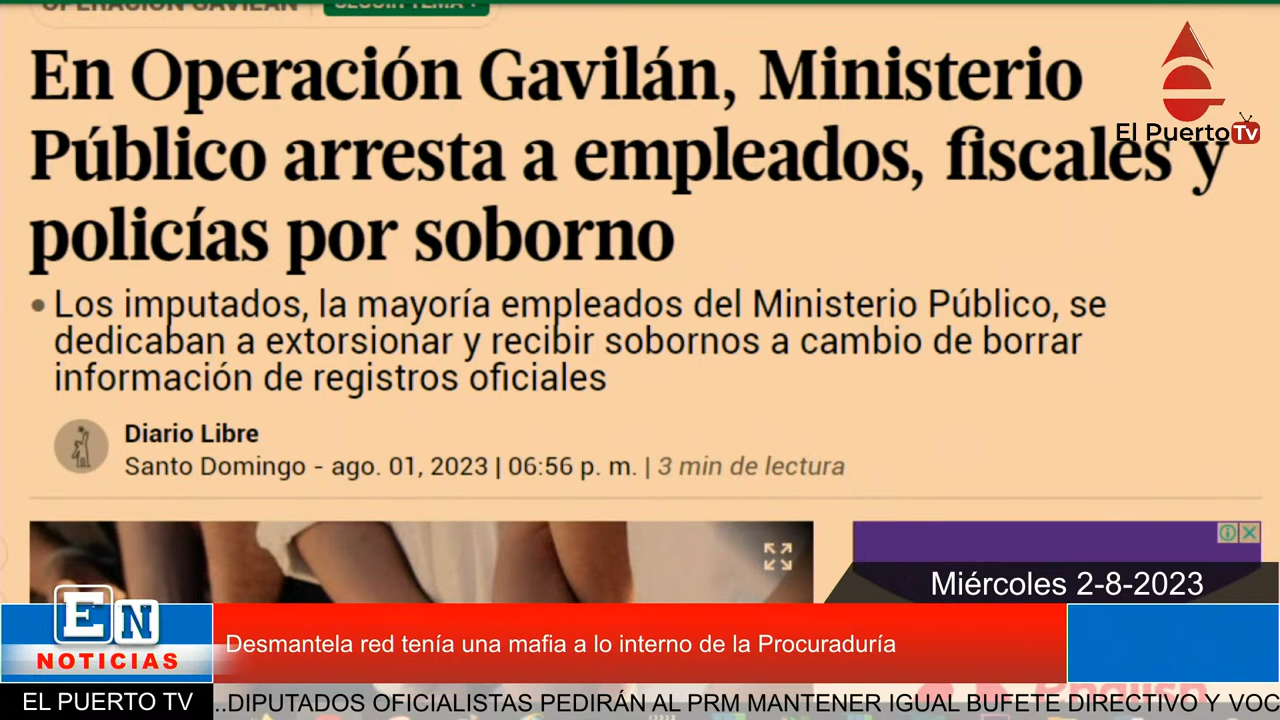 OPERACIÓN GAVILÁN SEGUIR TEMA +
En Operación Gavilán, Ministerio
Público arresta a empleados, fiscales y
policías por soborno
El Puerto Tv
Los imputados, la mayoría empleados del Ministerio Público, se
dedicaban a extorsionar y recibir sobornos a cambio de borrar
información de registros oficiales
Diario Libre
Santo Domingo - ago. 01, 2023 | 06:56 p. m. | 3 min de lectura
Miércoles 2-8-2023
EN
NOTICIAS
Desmantela red tenía una mafia a lo interno de la Procuraduría
EL PUERTO TV
..DIPUTADOS OFICIALISTAS PEDIRÁN AL PRM MANTENER IGUAL BUFETE DIRECTIVO Y VOC